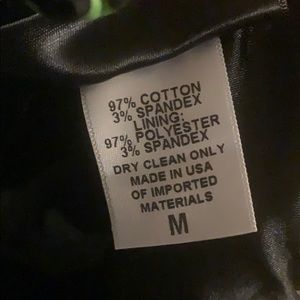 97% COTTON
3% SPANDEX
LINING:
97% POLYESTER
3% SPANDEX
DRY CLEAN ONLY
MADE IN USA
OF IMPORTED
MATERIALS
M